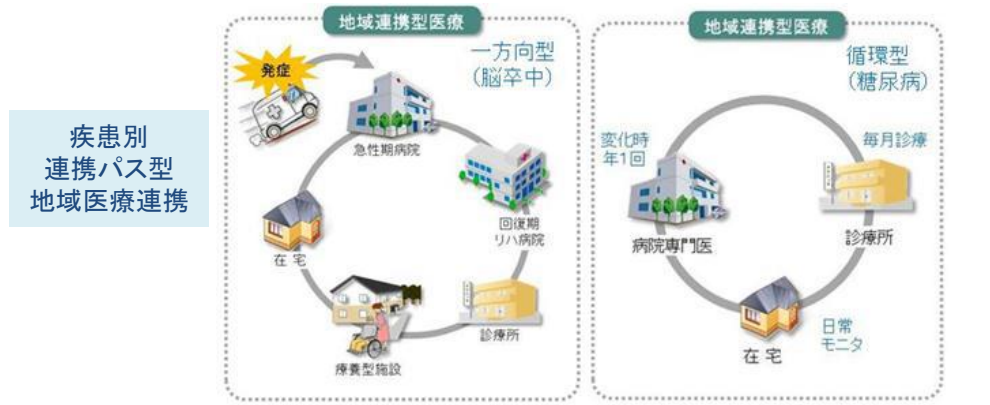 疾患別
連携パス型
地域医療連携
地域連携型医療
一方向型
(脳卒中)
発症
急性期病院
回復期
リハ病院
診療所
療養型施設
在 宅
地域連携型医療
循環型
(糖尿病)
変化時
年1回
毎月診療
病院専門医
診療所
日常
モニタ
在 宅